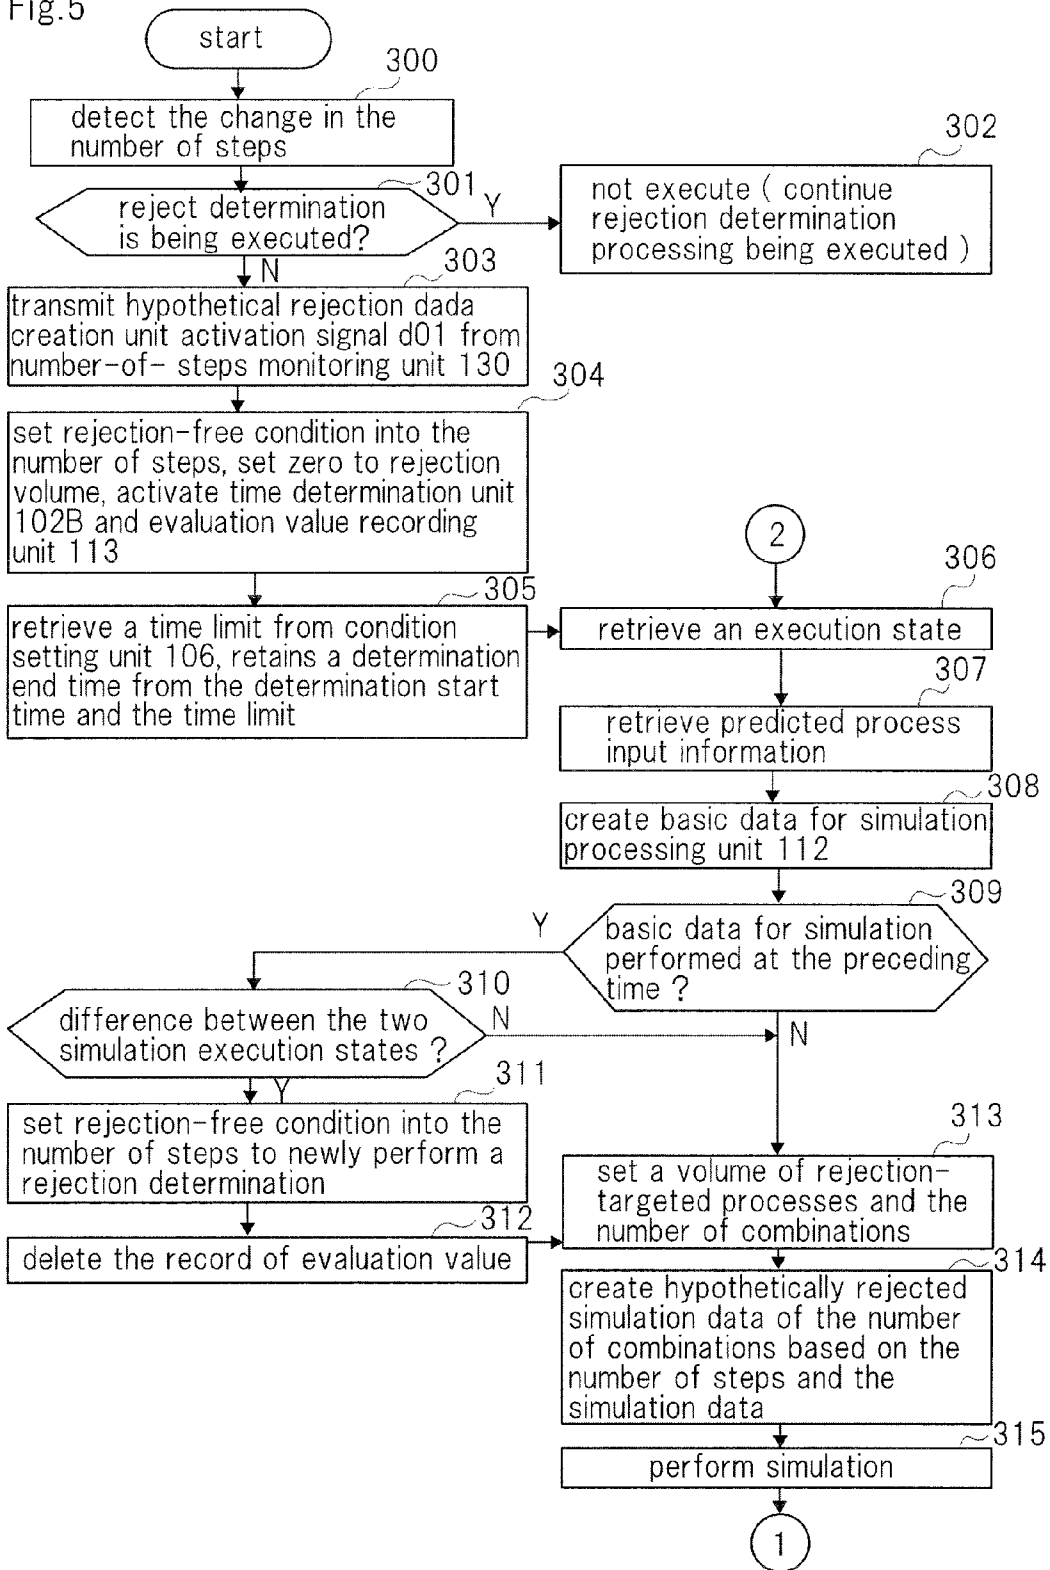 Fig.5
start
300
detect the change in the
number of steps
301
reject determination
is being executed?
Y
302
not execute ( continue
rejection determination
processing being executed )
N
303
transmit hypothetical rejection dada
creation unit activation signal d01 from
number-of- steps monitoring unit 130
304
set rejection-free condition into the
number of steps, set zero to rejection
volume, activate time determination unit
102B and evaluation value recording
unit 113
305
retrieve a time limit from condition
setting unit 106, retains a determination
end time from the determination start
time and the time limit
2
306
retrieve an execution state
307
retrieve predicted process
input information
308
create basic data for simulation
processing unit 112
309
basic data for simulation
performed at the preceding
time ?
Y
N
310
difference between the two
simulation execution states ?
N
Y
311
set rejection-free condition into the
number of steps to newly perform a
rejection determination
312
delete the record of evaluation value
313
set a volume of rejection-
targeted processes and the
number of combinations
314
create hypothetically rejected
simulation data of the number
of combinations based on the
number of steps and the
simulation data
315
perform simulation
1